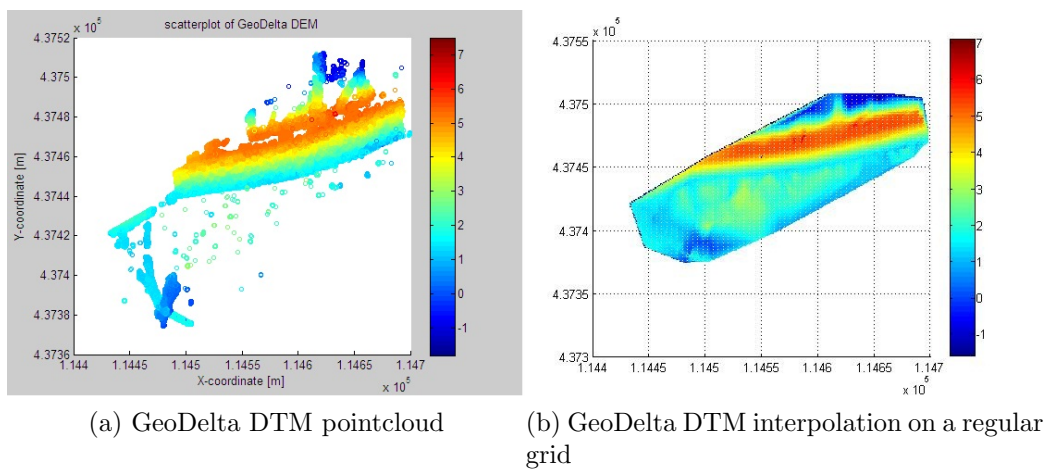 scatterplot of GeoDelta DEM
x 10^5
4.3752
4.375
4.3748
4.3746
4.3744
4.3742
4.374
4.3738
4.3736
Y-coordinate [m]
1.144 1.145 1.1455 1.146 1.1465 1.147
X-coordinate [m]
x 10^5
7
6
5
4
3
2
1
0
-1
x 10^5
4.3755
4.375
4.3745
4.374
4.3735
4.373
1.144 1.1445 1.145 1.1455 1.146 1.1465 1.147
x 10^5
7
6
5
4
3
2
1
0
-1
(a) GeoDelta DTM pointcloud
(b) GeoDelta DTM interpolation on a regular
grid